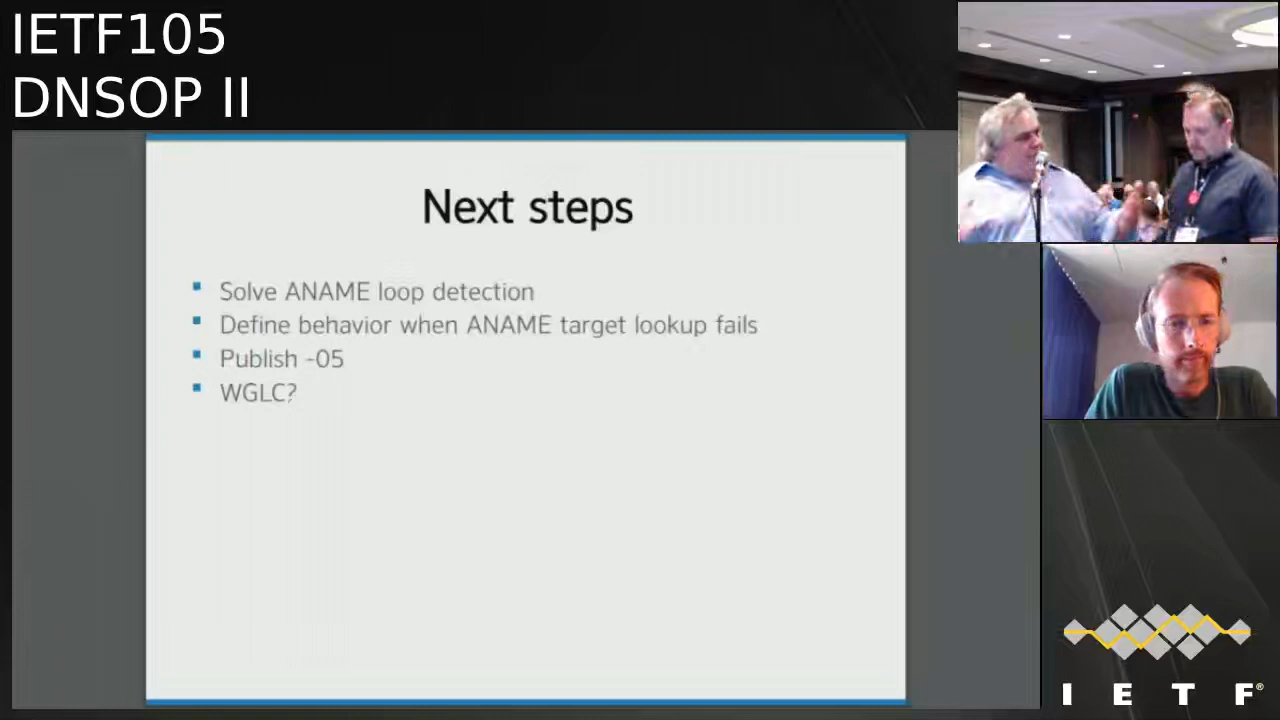 IETF105
DNSOP II
Next steps
Solve ANAME loop detection
Define behavior when ANAME target lookup fails
Publish -05
WGLC?
I E T F®